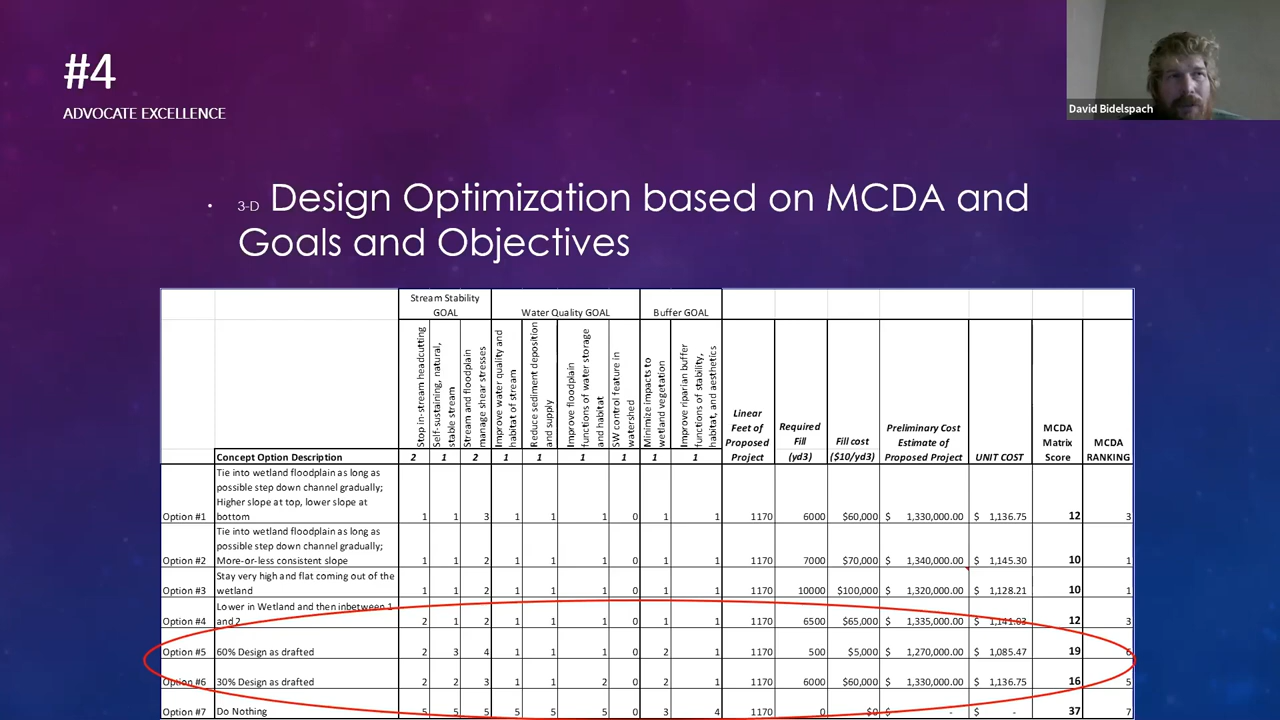 #4
ADVOCATE EXCELLENCE
David Bidelspach
• 3-D Design Optimization based on MCDA and
Goals and Objectives
Stream Stability
GOAL
Water Quality GOAL
Buffer GOAL
Stop in-stream headcutting
Self-sustaining, natural,
stable stream
Stream and floodplain
manage shear stresses
Improve water quality and
habitat of stream
Reduce sediment deposition
and supply
Improve floodplain
functions of water storage
and habitat
SW control feature in
watershed
Minimize impacts to
wetland vegetation
Improve riparian buffer
functions of stability,
habitat, and aesthetics
Linear
Feet of
Proposed
Project
Required
Fill
(yd3)
Fill cost
($10/yd3)
Preliminary Cost
Estimate of
Proposed Project
UNIT COST
MCDA
Matrix
Score
MCDA
RANKING
Concept Option Description 2 1 2 1 1 1 1 1 1
Tie into wetland floodplain as long as
possible step down channel gradually;
Higher slope at top, lower slope at
Option #1 bottom 1 1 3 1 1 1 0 1 1 1170 6000 $60,000 $ 1,330,000.00 $ 1,136.75 12 3
Tie into wetland floodplain as long as
possible step down channel gradually;
Option #2 More-or-less consistent slope 1 1 2 1 1 1 0 1 1 1170 7000 $70,000 $ 1,340,000.00 $ 1,145.30 10 1
Stay very high and flat coming out of the
Option #3 wetland 1 1 2 1 1 1 0 1 1 1170 10000 $100,000 $ 1,320,000.00 $ 1,128.21 10 1
Lower in Wetland and then inbetween 1
Option #4 and 2 2 1 2 1 1 1 0 1 1 1170 6500 $65,000 $ 1,335,000.00 $ 1,141.03 12 3
Option #5 60% Design as drafted 2 3 4 1 1 1 0 2 1 1170 500 $5,000 $ 1,270,000.00 $ 1,085.47 19 6
Option #6 30% Design as drafted 2 2 3 1 1 2 0 2 1 1170 6000 $60,000 $ 1,330,000.00 $ 1,136.75 16 5
Option #7 Do Nothing 5 5 5 5 5 5 0 3 4 1170 0 $0 $ - $ - 37 7